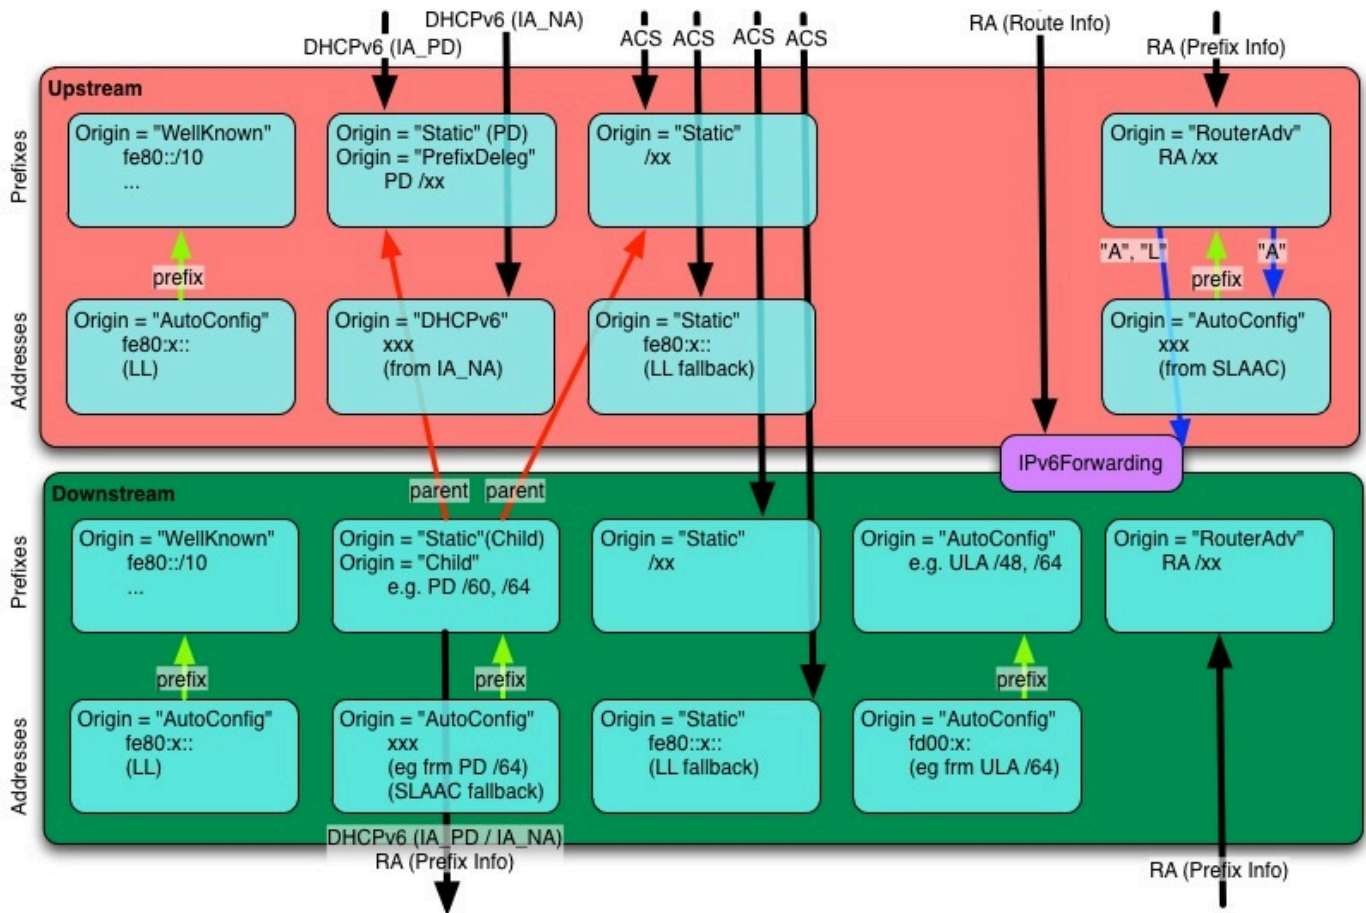 DHCPv6 (IA_PD)
DHCPv6 (IA_NA)
ACS
ACS
ACS
ACS
RA (Route Info)
RA (Prefix Info)
Upstream
Prefixes
Origin = "WellKnown"
fe80::/10
...
Origin = "Static" (PD)
Origin = "PrefixDeleg"
PD /xx
Origin = "Static"
/xx
Origin = "RouterAdv"
RA /xx
prefix
"A", "L"
prefix
"A"
Addresses
Origin = "AutoConfig"
fe80:x::
(LL)
Origin = "DHCPv6"
xxx
(from IA_NA)
Origin = "Static"
fe80:x::
(LL fallback)
Origin = "AutoConfig"
xxx
(from SLAAC)
IPv6Forwarding
Downstream
parent
parent
Prefixes
Origin = "WellKnown"
fe80::/10
...
Origin = "Static"(Child)
Origin = "Child"
e.g. PD /60, /64
Origin = "Static"
/xx
Origin = "AutoConfig"
e.g. ULA /48, /64
Origin = "RouterAdv"
RA /xx
prefix
prefix
prefix
Addresses
Origin = "AutoConfig"
fe80:x::
(LL)
Origin = "AutoConfig"
xxx
(eg frm PD /64)
(SLAAC fallback)
Origin = "Static"
fe80::x::
(LL fallback)
Origin = "AutoConfig"
fd00:x:
(eg frm ULA /64)
DHCPv6 (IA_PD / IA_NA)
RA (Prefix Info)
RA (Prefix Info)